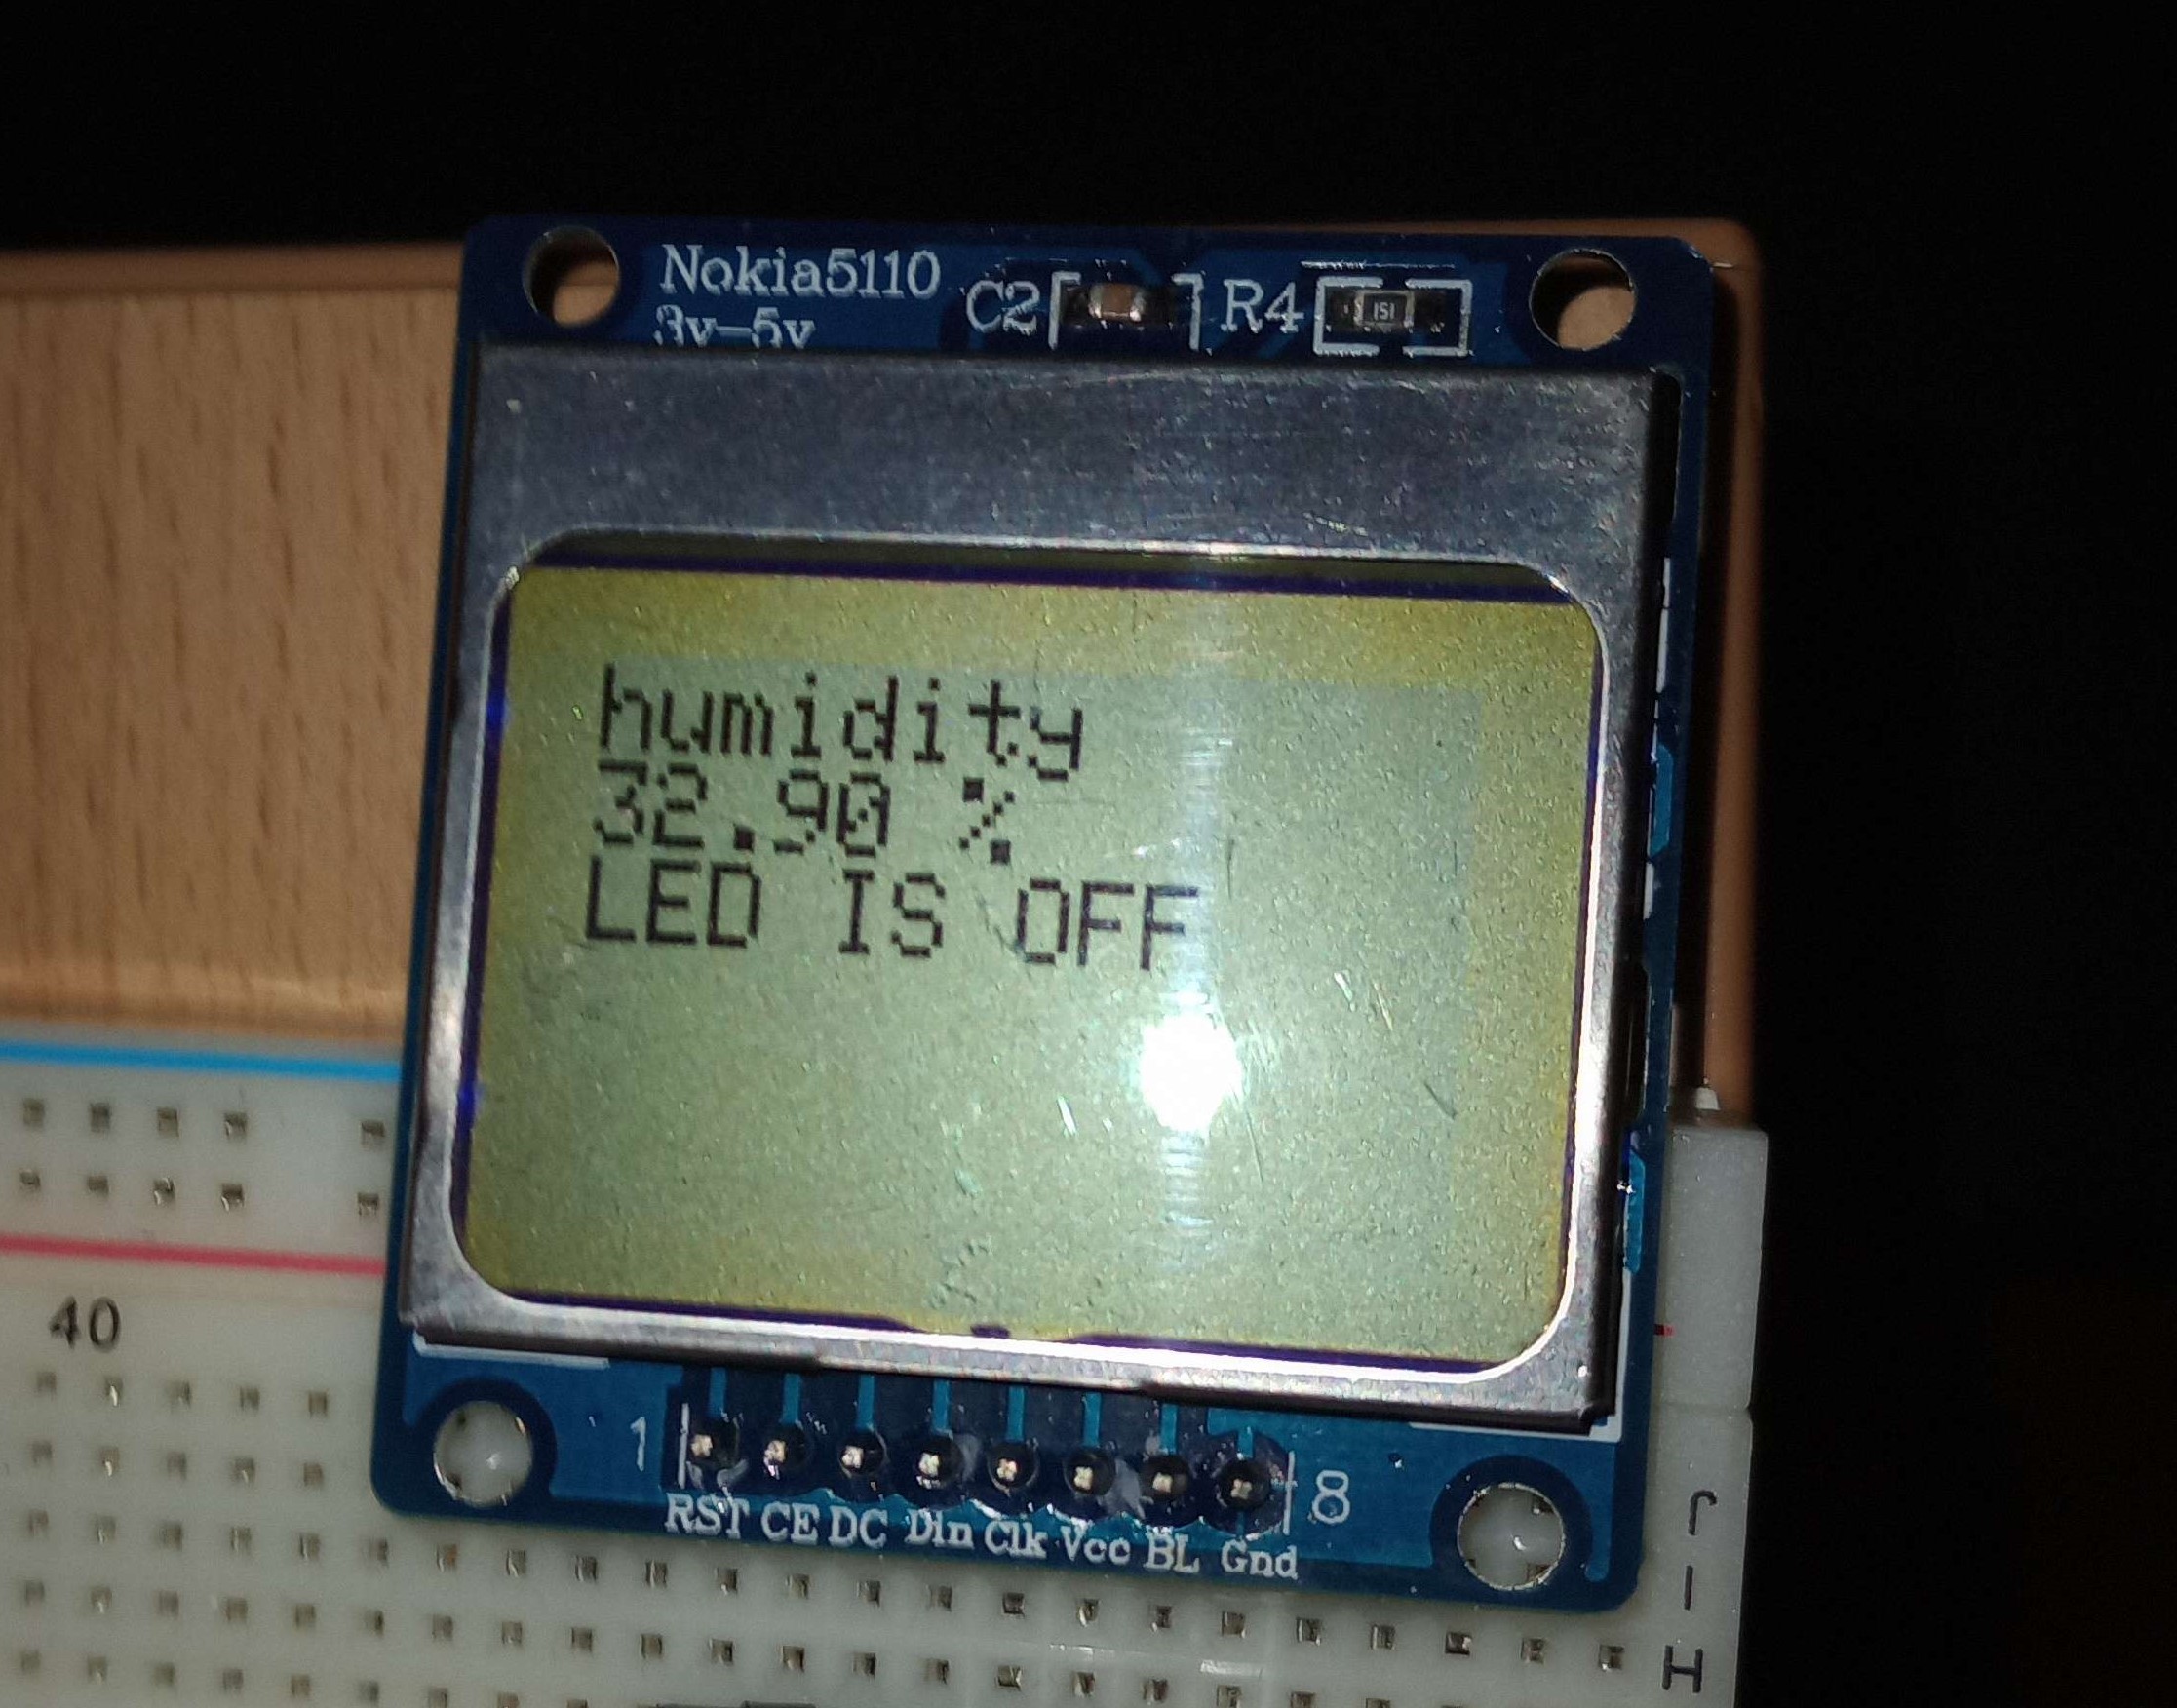 Nokia5110
3v-5v
C2
R4
151
humidity
32.90 %
LED IS OFF
40
1
8
RST CE DC Din Clk Vcc BL Gnd
J
I
H